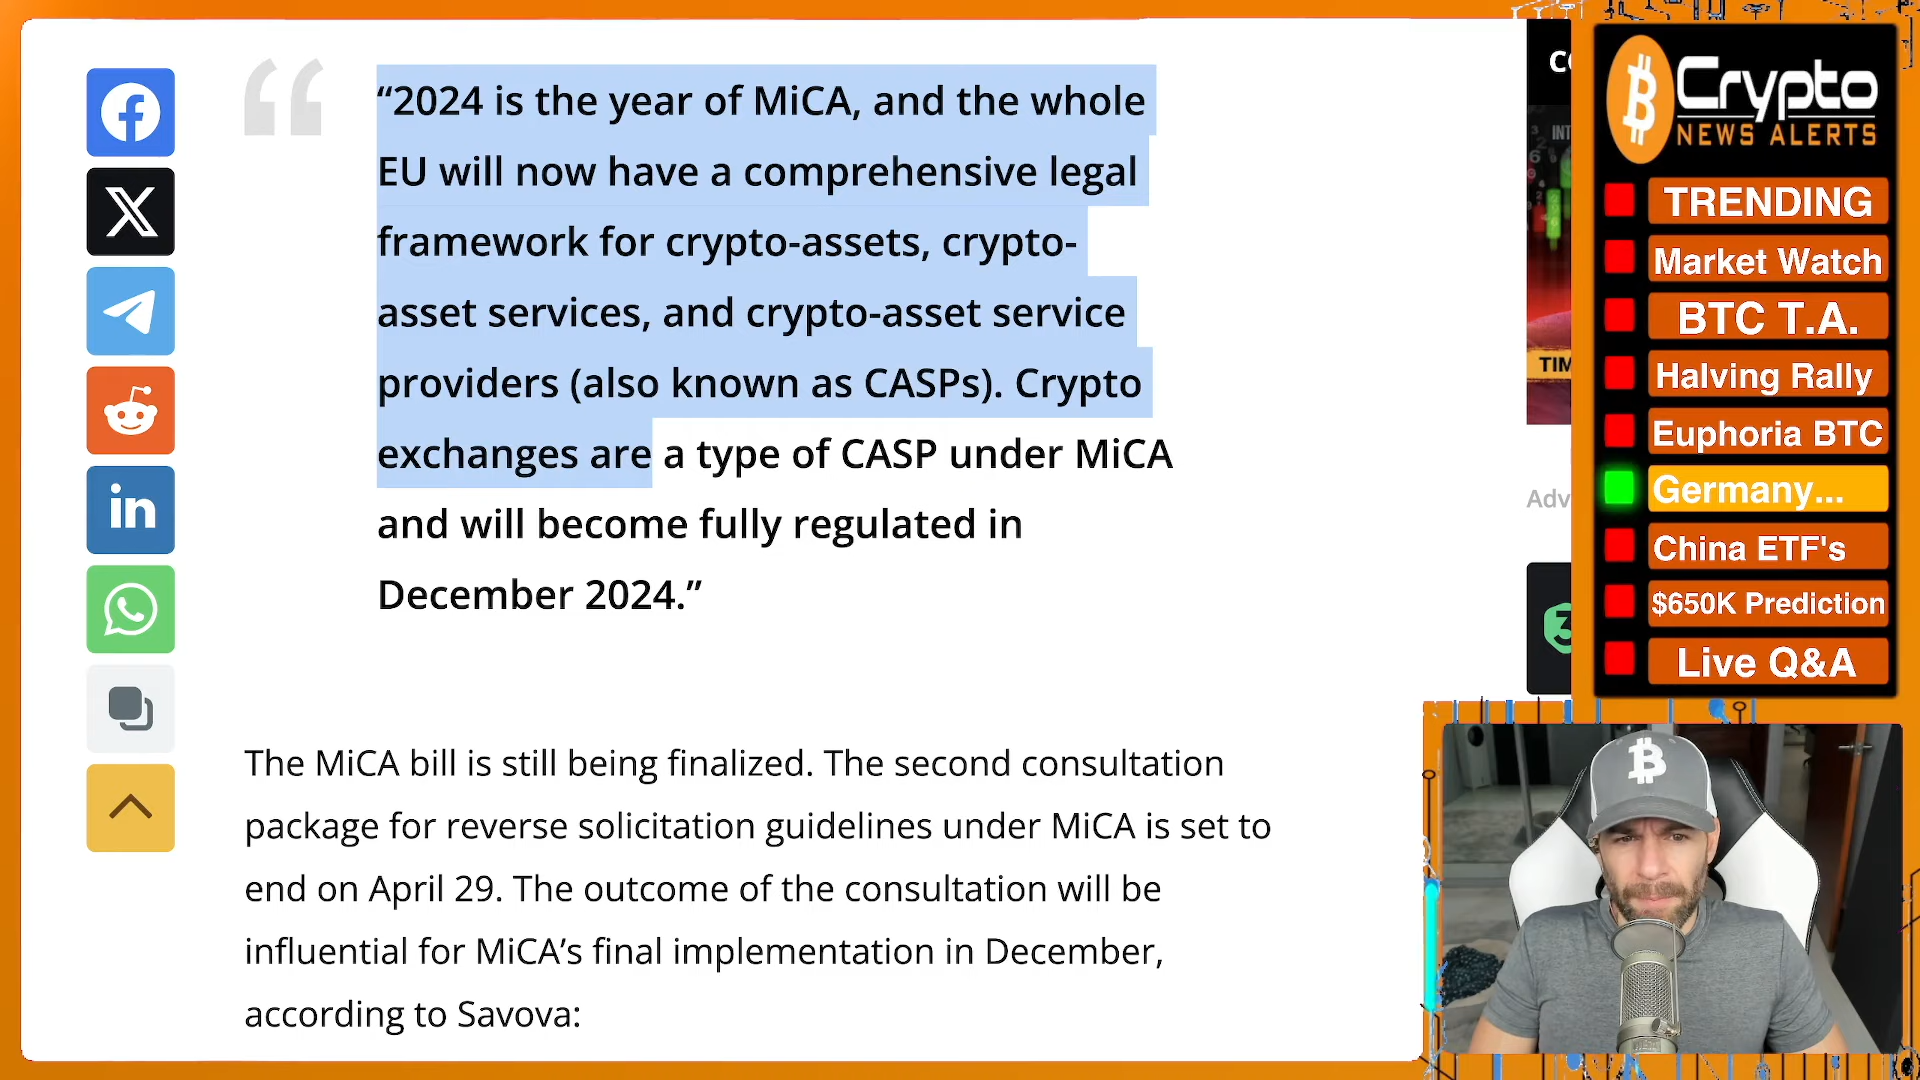 “2024 is the year of MiCA, and the whole
EU will now have a comprehensive legal
framework for crypto-assets, crypto-
asset services, and crypto-asset service
providers (also known as CASPs). Crypto
exchanges are a type of CASP under MiCA
and will become fully regulated in
December 2024.”
The MiCA bill is still being finalized. The second consultation
package for reverse solicitation guidelines under MiCA is set to
end on April 29. The outcome of the consultation will be
influential for MiCA’s final implementation in December,
according to Savova:
in
INT
TIM
Adv
Crypto
NEWS ALERTS
TRENDING
Market Watch
BTC T.A.
Halving Rally
Euphoria BTC
Germany...
China ETF's
$650K Prediction
Live Q&A